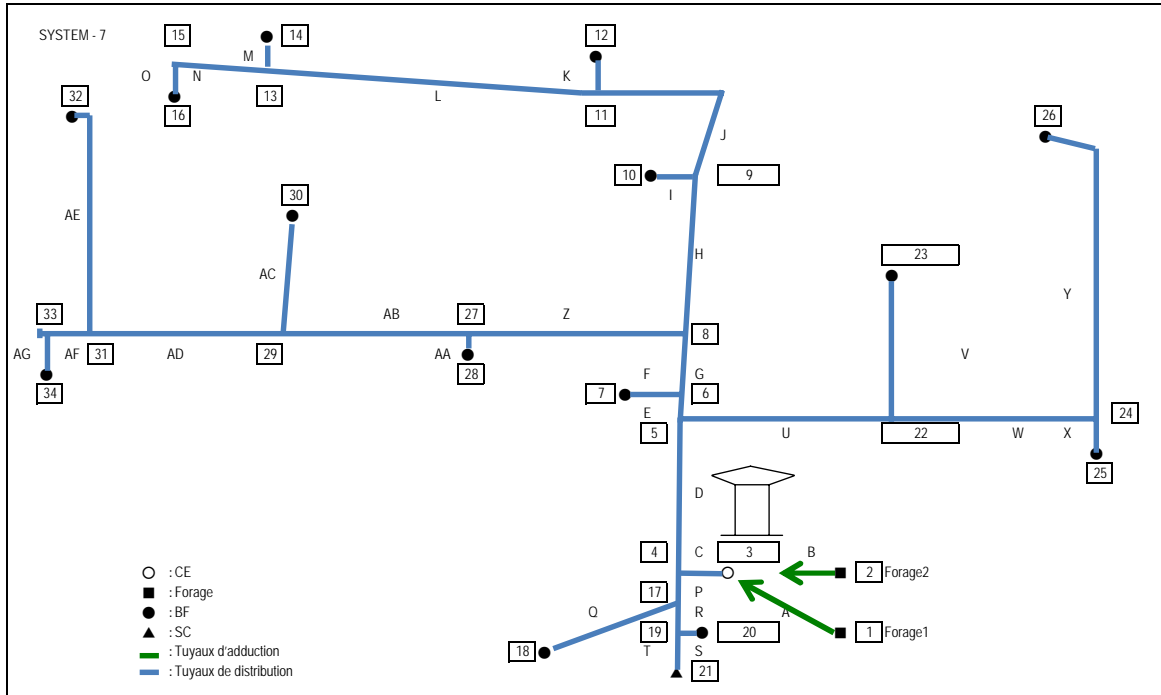 SYSTEM - 7
15
14
12
M
O
N
K
32
L
26
16
13
11
J
10
9
I
30
AE
H
23
AC
Y
33
AB
27
Z
8
AG
AF
31
AD
29
AA
V
28
F
G
7
6
E
24
5
U
22
W
X
25
D
4
C
3
B
: CE
2
Forage2
: Forage
17
P
: BF
Q
R
A
: SC
19
20
1
Forage1
: Tuyaux d'adduction
18
T
S
: Tuyaux de distribution
21
34